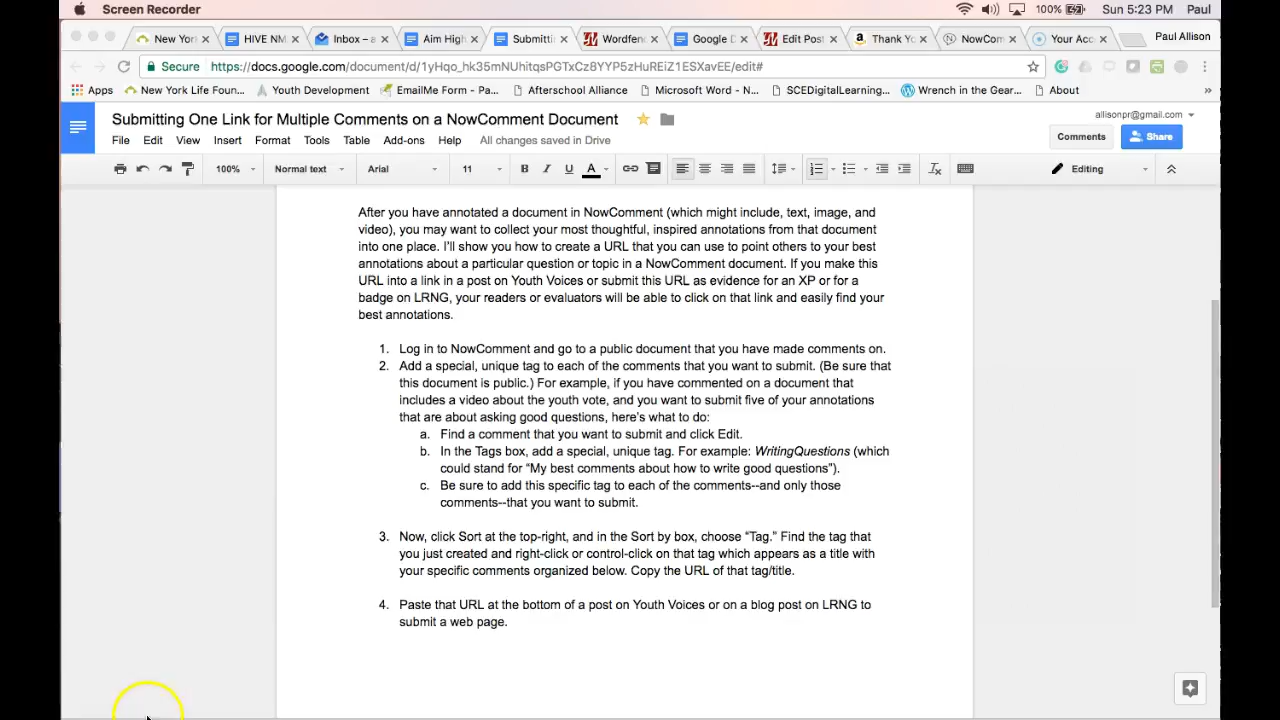 Screen Recorder
100%
Sun 5:23 PM Paul
New York
HIVE NM
Inbox – a
Aim High
Submittin
Wordfen
Google D
Edit Post
Thank Yo
NowCom
Your Acc
Paul Allison
Secure https://docs.google.com/document/d/1yHqo_hk35mNUhitqsPGTxCz8YYP5zHuREiZ1ESXavEE/edit#
Apps
New York Life Foun...
Youth Development
EmailMe Form - Pa...
Afterschool Alliance
Microsoft Word - N...
SCEDigitalLearning...
Wrench in the Gear...
About
»
Submitting One Link for Multiple Comments on a NowComment Document
allisonpr@gmail.com
File Edit View Insert Format Tools Table Add-ons Help All changes saved in Drive
Comments
Share
100% Normal text Arial 11 B I U A Editing
After you have annotated a document in NowComment (which might include, text, image, and
video), you may want to collect your most thoughtful, inspired annotations from that document
into one place. I'll show you how to create a URL that you can use to point others to your best
annotations about a particular question or topic in a NowComment document. If you make this
URL into a link in a post on Youth Voices or submit this URL as evidence for an XP or for a
badge on LRNG, your readers or evaluators will be able to click on that link and easily find your
best annotations.
1. Log in to NowComment and go to a public document that you have made comments on.
2. Add a special, unique tag to each of the comments that you want to submit. (Be sure that
this document is public.) For example, if you have commented on a document that
includes a video about the youth vote, and you want to submit five of your annotations
that are about asking good questions, here's what to do:
a. Find a comment that you want to submit and click Edit.
b. In the Tags box, add a special, unique tag. For example: WritingQuestions (which
could stand for “My best comments about how to write good questions”).
c. Be sure to add this specific tag to each of the comments--and only those
comments--that you want to submit.
3. Now, click Sort at the top-right, and in the Sort by box, choose “Tag.” Find the tag that
you just created and right-click or control-click on that tag which appears as a title with
your specific comments organized below. Copy the URL of that tag/title.
4. Paste that URL at the bottom of a post on Youth Voices or on a blog post on LRNG to
submit a web page.